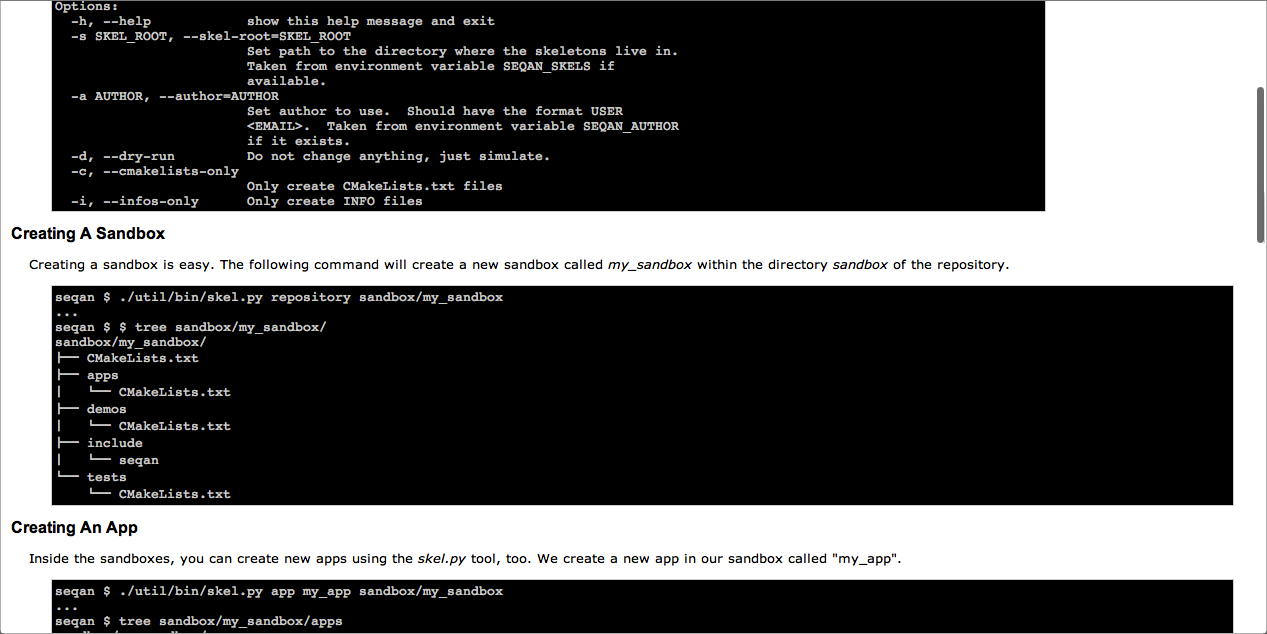 Options:
  -h, --help            show this help message and exit
  -s SKEL_ROOT, --skel-root=SKEL_ROOT
                        Set path to the directory where the skeletons live in.
                        Taken from environment variable SEQAN_SKELS if
                        available.
  -a AUTHOR, --author=AUTHOR
                        Set author to use.  Should have the format USER
                        <EMAIL>.  Taken from environment variable SEQAN_AUTHOR
                        if it exists.
  -d, --dry-run         Do not change anything, just simulate.
  -c, --cmakelists-only
                        Only create CMakeLists.txt files
  -i, --infos-only      Only create INFO files
Creating A Sandbox
Creating a sandbox is easy. The following command will create a new sandbox called my_sandbox within the directory sandbox of the repository.
seqan $ ./util/bin/skel.py repository sandbox/my_sandbox
...
seqan $ $ tree sandbox/my_sandbox/
sandbox/my_sandbox/
├── CMakeLists.txt
├── apps
│   └── CMakeLists.txt
├── demos
│   └── CMakeLists.txt
├── include
│   └── seqan
└── tests
    └── CMakeLists.txt
Creating An App
Inside the sandboxes, you can create new apps using the skel.py tool, too. We create a new app in our sandbox called "my_app".
seqan $ ./util/bin/skel.py app my_app sandbox/my_sandbox
...
seqan $ tree sandbox/my_sandbox/apps